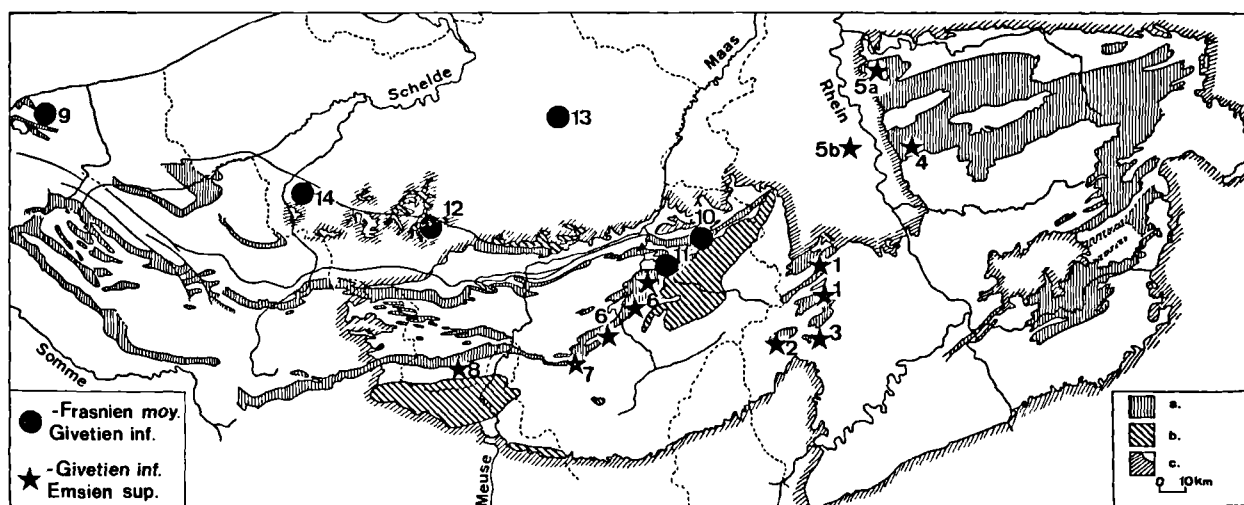 Schelde
Maas
Rhein
5a
9
13
5b
4
14
12
10
11
1
6
1
6
3
2
8
7
Somme
Meuse
-Frasnien moy.
Givetien inf.
-Givetien inf.
Emsien sup.
a.
b.
c.
0 10km